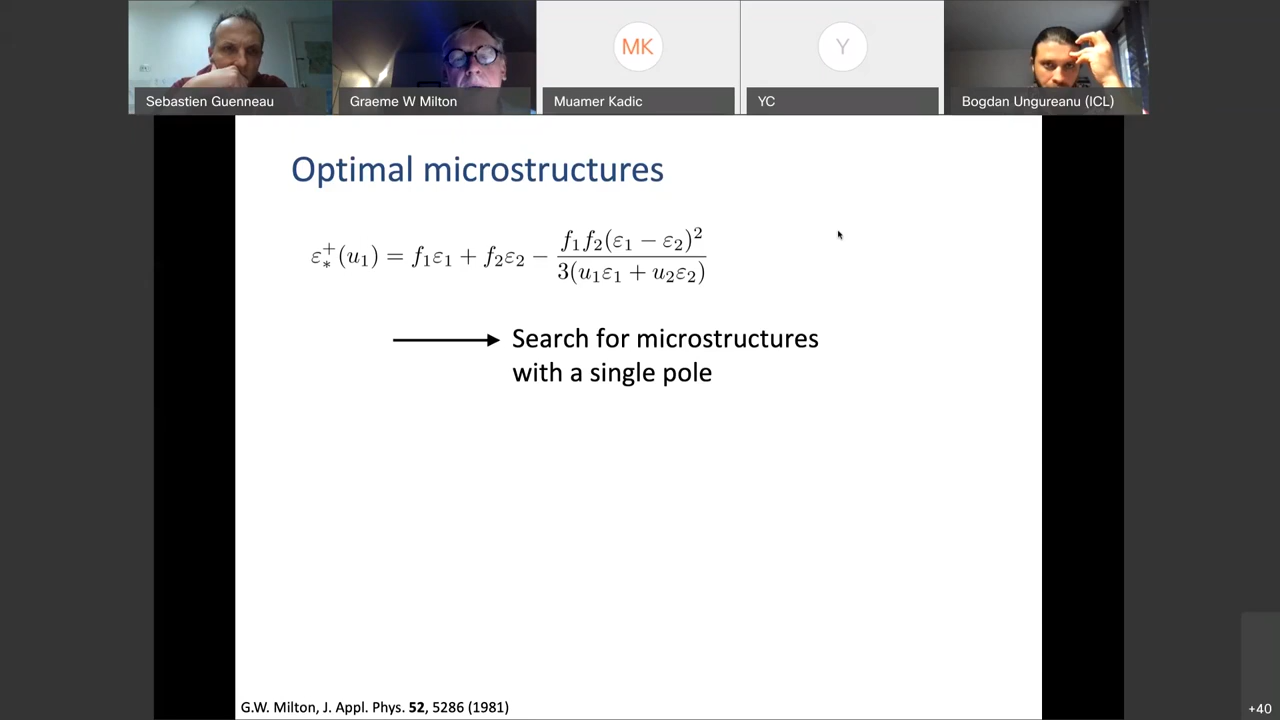 MK
Y
Sebastien Guenneau
Graeme W Milton
Muamer Kadic
YC
Bogdan Ungureanu (ICL)
Optimal microstructures
ε₊⁺(u₁) = f₁ε₁ + f₂ε₂ − f₁f₂(ε₁ − ε₂)² / 3(u₁ε₁ + u₂ε₂)
Search for microstructures
with a single pole
G.W. Milton, J. Appl. Phys. 52, 5286 (1981)
+40